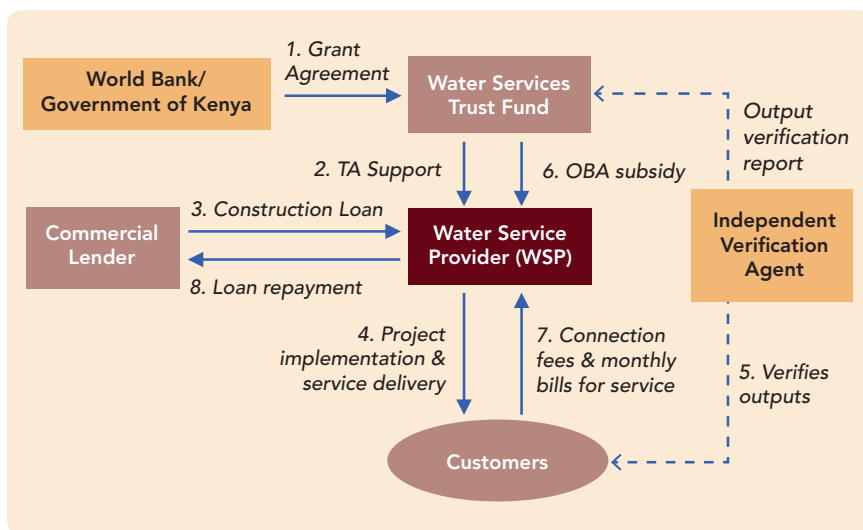 1. Grant
Agreement
World Bank/
Government of Kenya
Water Services
Trust Fund
Output
verification
report
2. TA Support
6. OBA subsidy
3. Construction Loan
Commercial
Lender
Water Service
Provider (WSP)
Independent
Verification
Agent
8. Loan repayment
4. Project
implementation &
service delivery
7. Connection
fees & monthly
bills for service
5. Verifies
outputs
Customers